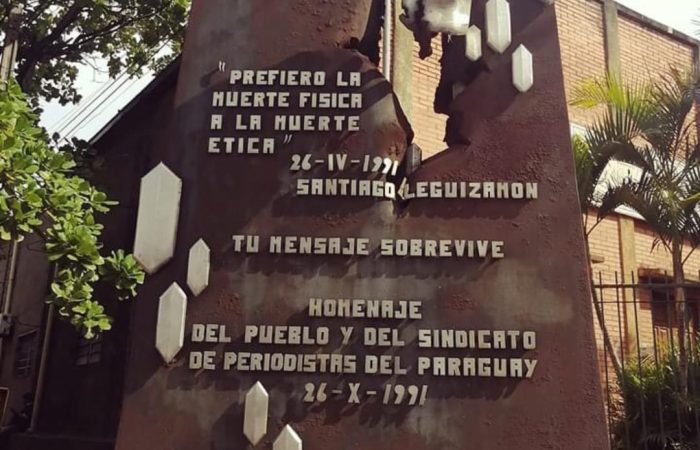 "PREFIERO LA
MUERTE FISICA
A LA MUERTE
ETICA"
26-IV-1991
SANTIAGO LEGUIZAMON
TU MENSAJE SOBREVIVE
HOMENAJE
DEL PUEBLO Y DEL SINDICATO
DE PERIODISTAS DEL PARAGUAY
26-X-1991